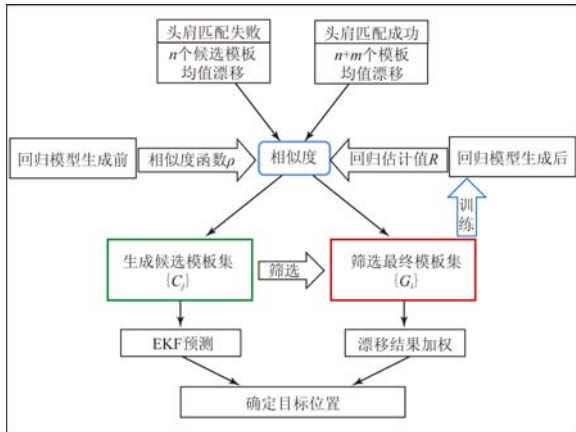 头肩匹配失败
n个候选模板
均值漂移
头肩匹配成功
n+m个模板
均值漂移
回归模型生成前
相似度函数ρ
相似度
回归估计值R
回归模型生成后
训练
生成候选模板集
{Cj}
筛选
筛选最终模板集
{Gi}
EKF预测
漂移结果加权
确定目标位置